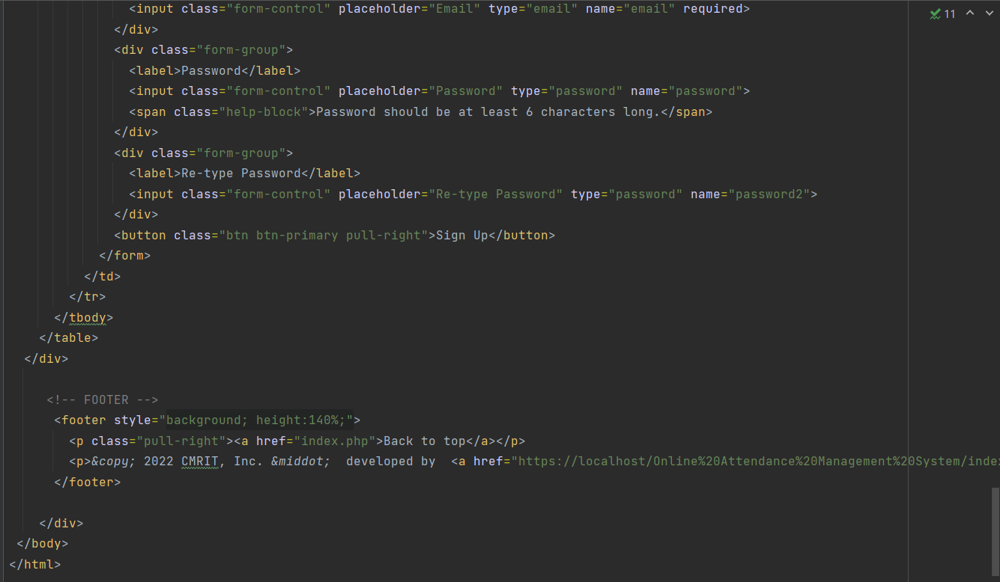 <input class="form-control" placeholder="Email" type="email" name="email" required>
11
</div>
<div class="form-group">
<label>Password</label>
<input class="form-control" placeholder="Password" type="password" name="password">
<span class="help-block">Password should be at least 6 characters long.</span>
</div>
<div class="form-group">
<label>Re-type Password</label>
<input class="form-control" placeholder="Re-type Password" type="password" name="password2">
</div>
<button class="btn btn-primary pull-right">Sign Up</button>
</form>
</td>
</tr>
</tbody>
</table>
</div>
<!-- FOOTER -->
<footer style="background; height:140%;">
<p class="pull-right"><a href="index.php">Back to top</a></p>
<p>&copy; 2022 CMRIT, Inc. &middot;  developed by  <a href="https://localhost/Online%20Attendance%20Management%20System/index
</footer>
</div>
</body>
</html>